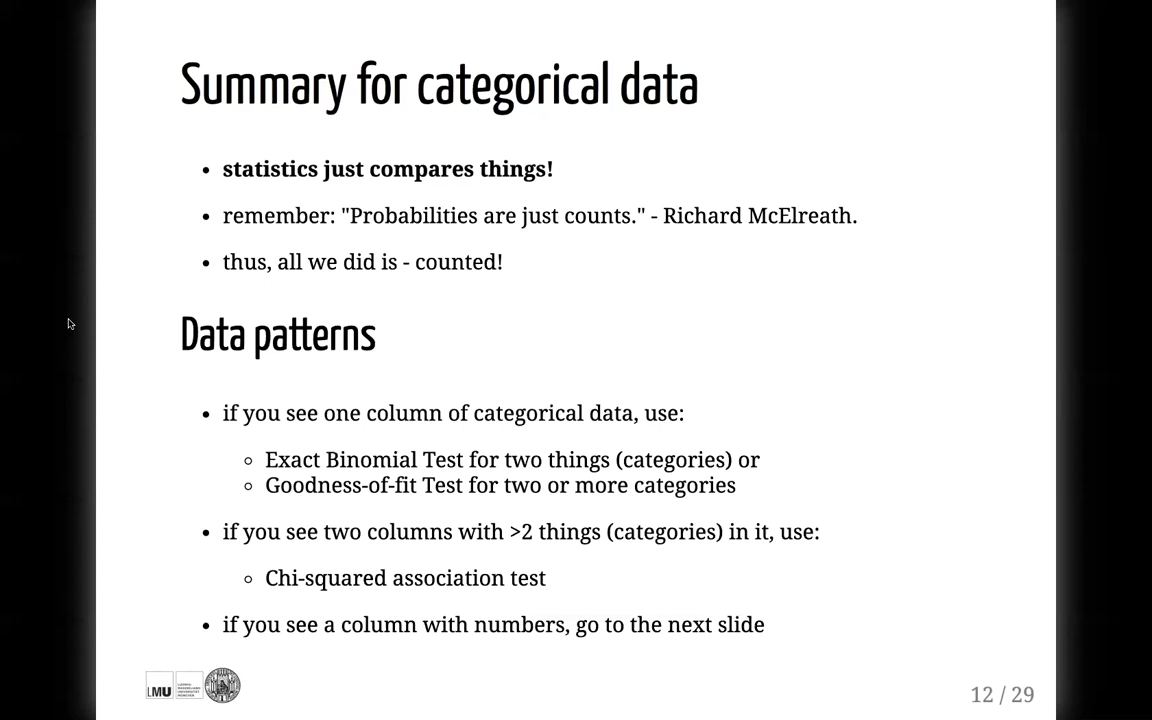 Summary for categorical data
• statistics just compares things!
• remember: "Probabilities are just counts." - Richard McElreath.
• thus, all we did is - counted!
Data patterns
• if you see one column of categorical data, use:
◦ Exact Binomial Test for two things (categories) or
◦ Goodness-of-fit Test for two or more categories
• if you see two columns with >2 things (categories) in it, use:
◦ Chi-squared association test
• if you see a column with numbers, go to the next slide
LMU
LUDWIG-
MAXIMILIANS-
UNIVERSITÄT
MÜNCHEN
12 / 29